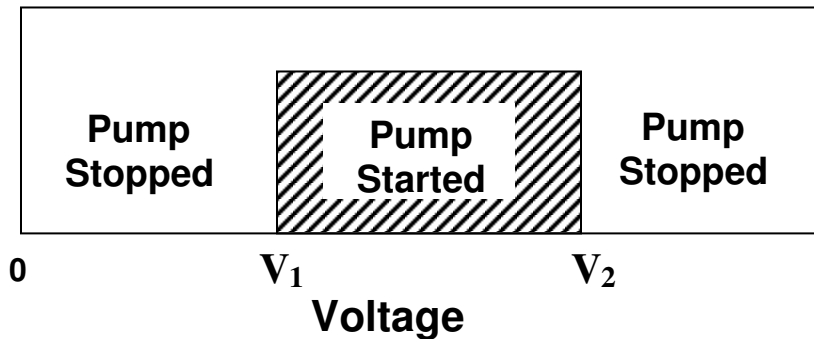 Pump
Stopped
Pump
Started
Pump
Stopped
0
V₁
V₂
Voltage